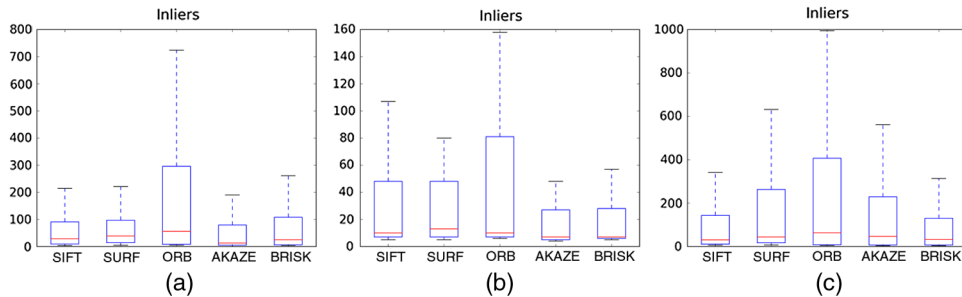 Inliers
800
700
600
500
400
300
200
100
0
SIFT SURF ORB AKAZE BRISK
(a)
Inliers
160
140
120
100
80
60
40
20
0
SIFT SURF ORB AKAZE BRISK
(b)
Inliers
1000
800
600
400
200
0
SIFT SURF ORB AKAZE BRISK
(c)